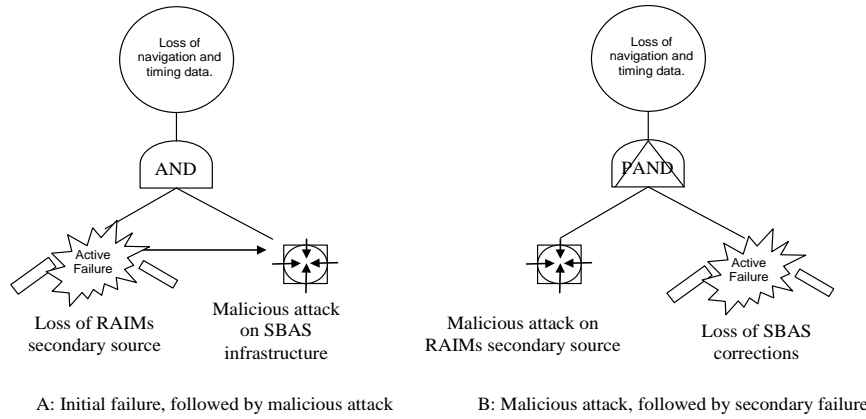 Loss of
navigation and
timing data.
AND
Active
Failure
Loss of RAIMs
secondary source
Malicious attack
on SBAS
infrastructure
A: Initial failure, followed by malicious attack
Loss of
navigation and
timing data.
PAND
Malicious attack on
RAIMs secondary source
Active
Failure
Loss of SBAS
corrections
B: Malicious attack, followed by secondary failure